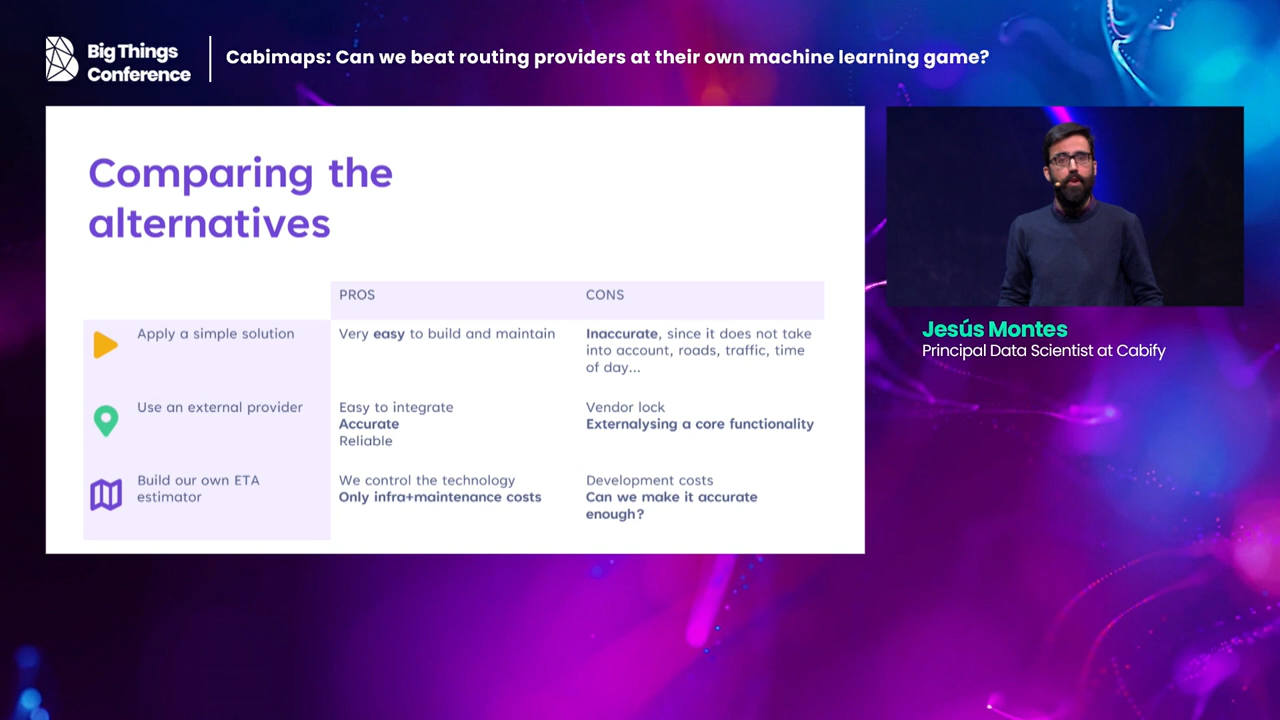 Big Things
Conference
Cabimaps: Can we beat routing providers at their own machine learning game?
Comparing the
alternatives
PROS
CONS
Apply a simple solution
Very easy to build and maintain
Inaccurate, since it does not take
into account, roads, traffic, time
of day...
Use an external provider
Easy to integrate
Accurate
Reliable
Vendor lock
Externalysing a core functionality
Build our own ETA
estimator
We control the technology
Only infra+maintenance costs
Development costs
Can we make it accurate
enough?
Jesús Montes
Principal Data Scientist at Cabify